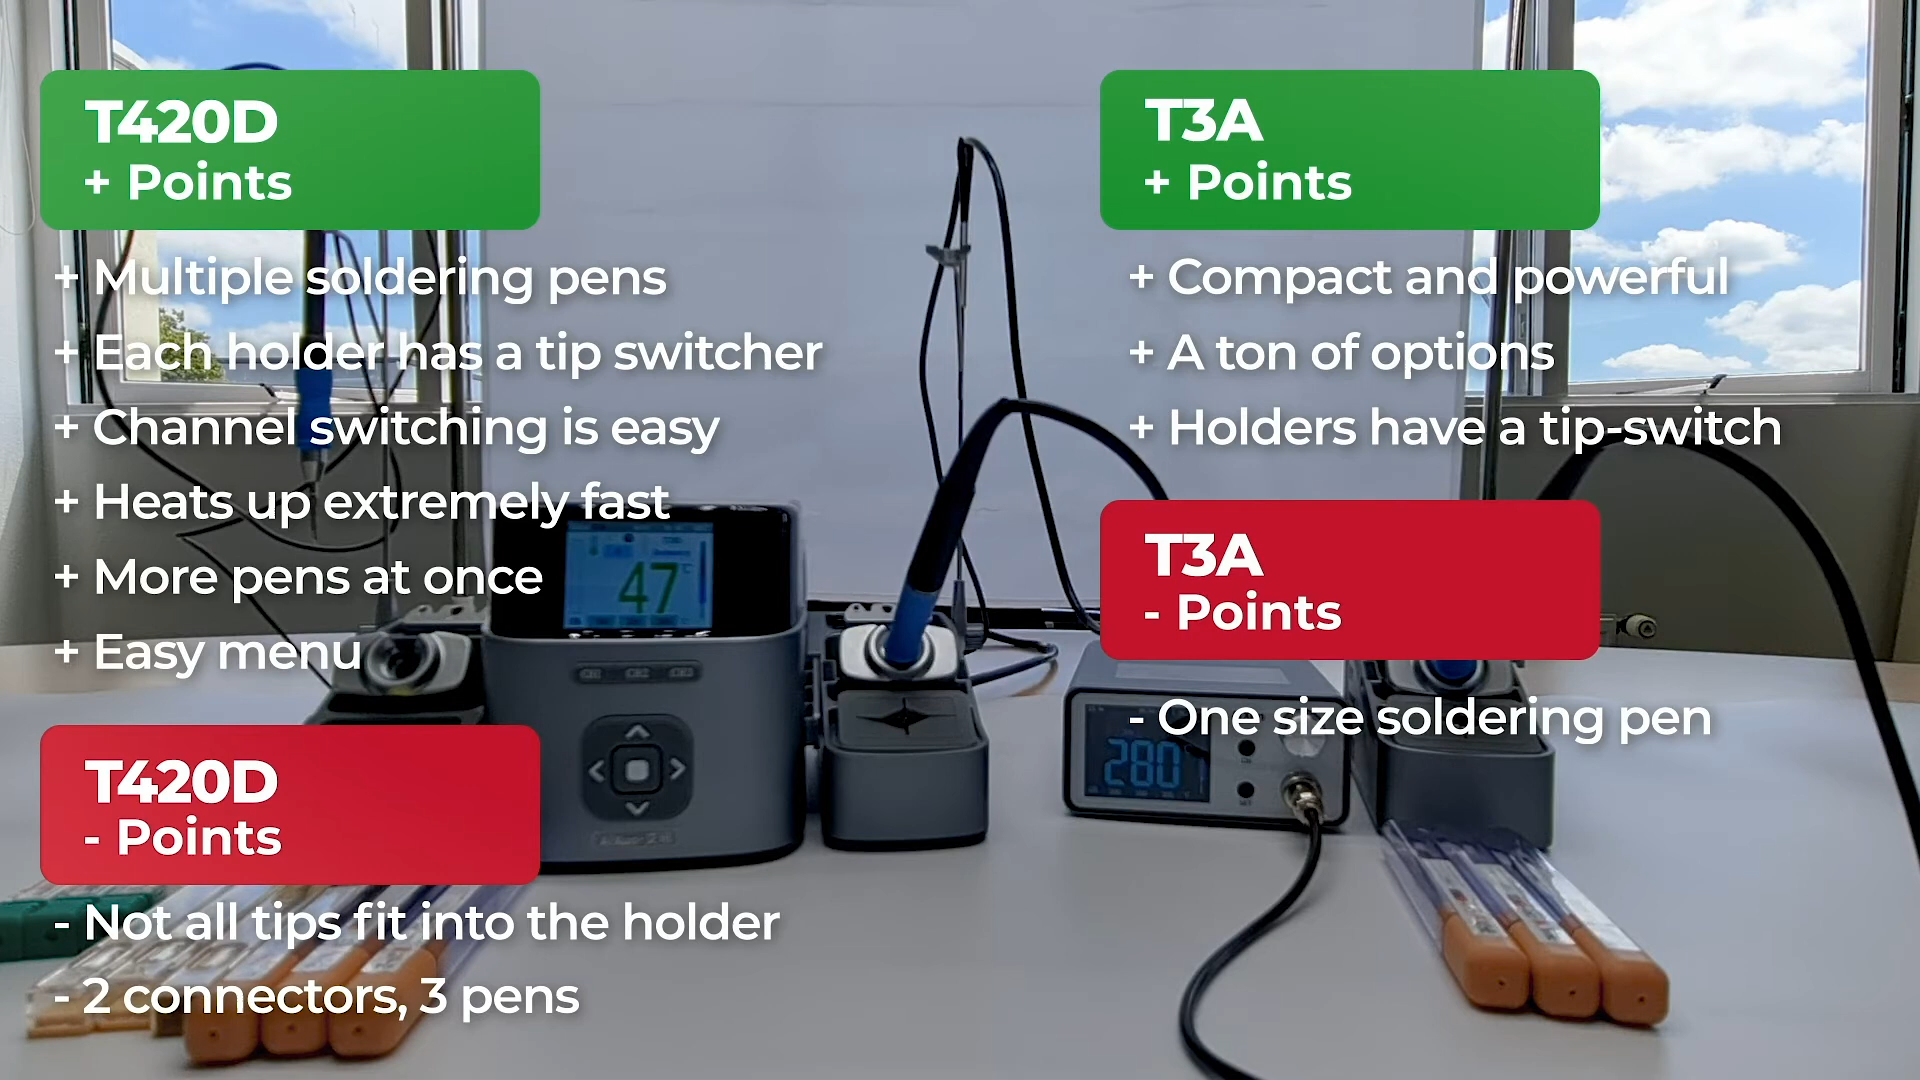 T420D
+ Points
+ Multiple soldering pens
+ Each holder has a tip switcher
+ Channel switching is easy
+ Heats up extremely fast
+ More pens at once
+ Easy menu
T420D
- Points
- Not all tips fit into the holder
- 2 connectors, 3 pens
T3A
+ Points
+ Compact and powerful
+ A ton of options
+ Holders have a tip-switch
T3A
- Points
- One size soldering pen
47
CH1 CH2 CH3
280